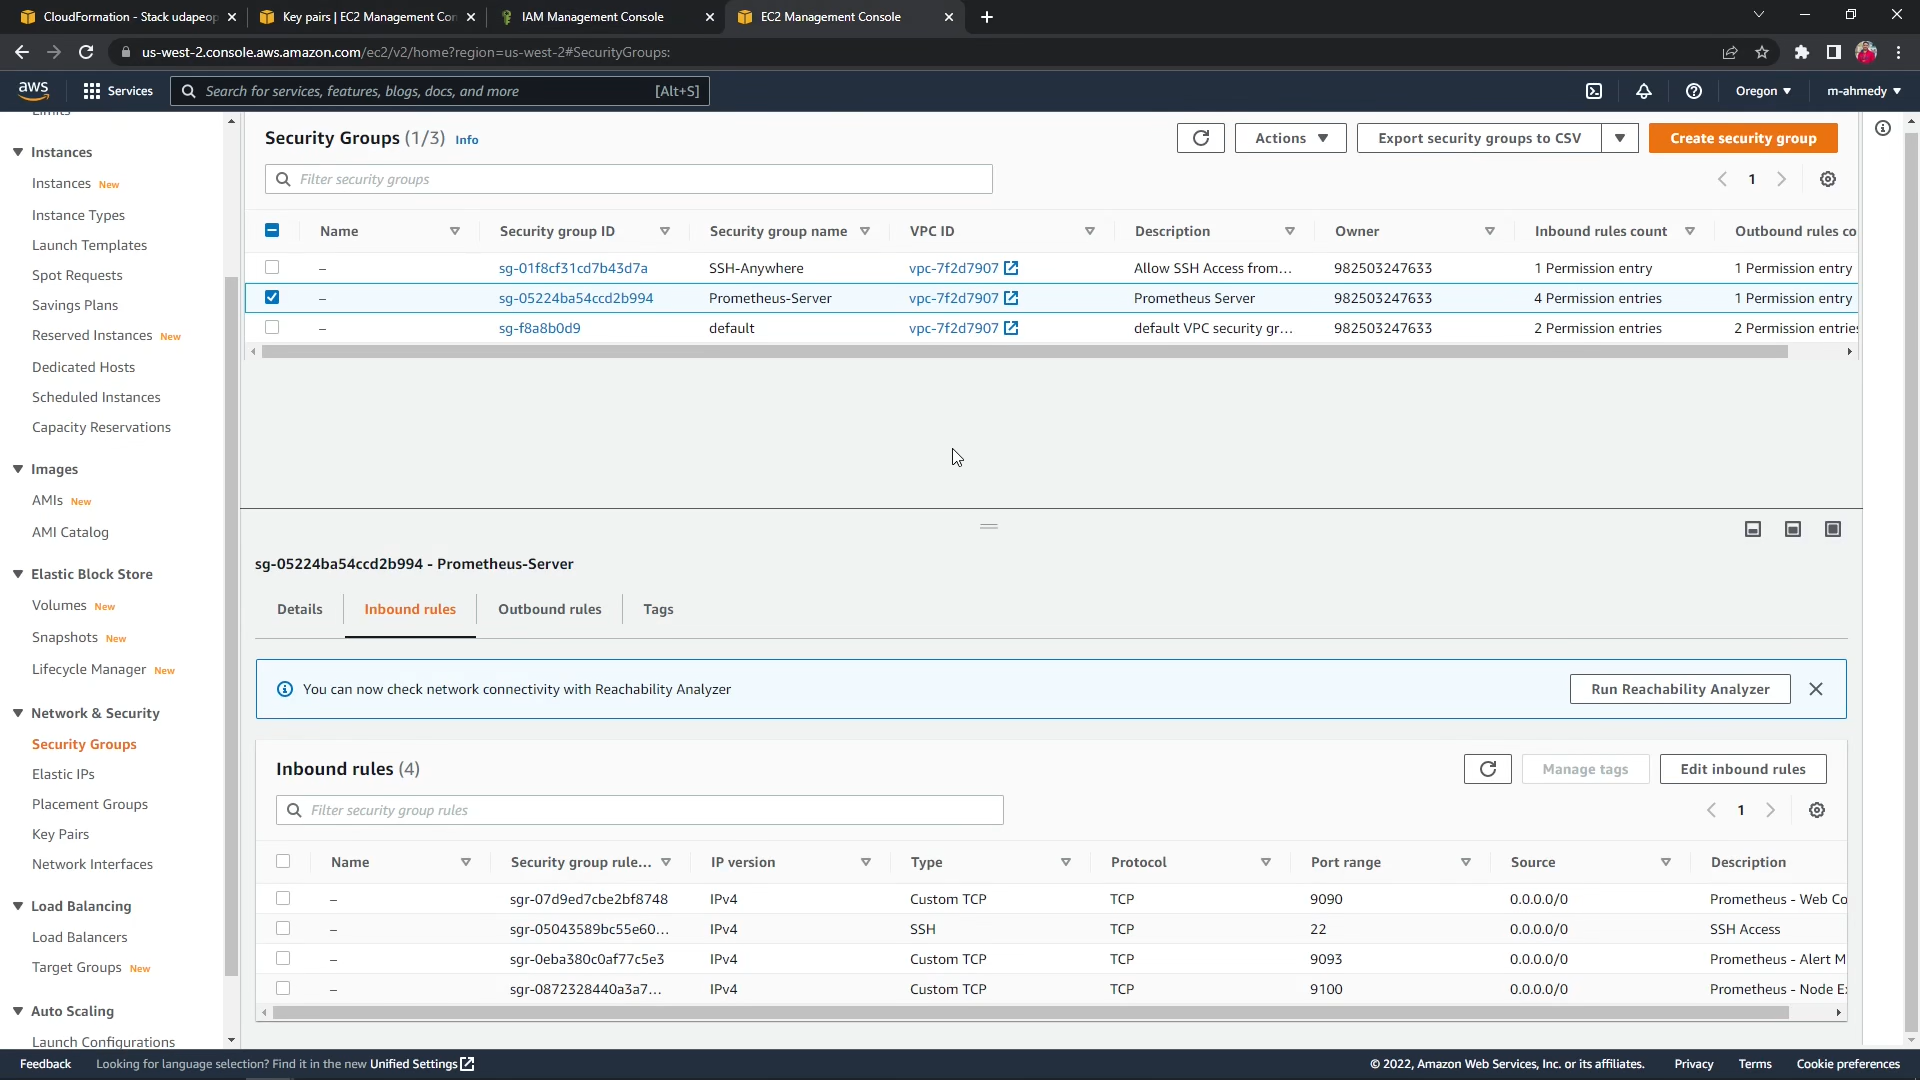 CloudFormation - Stack udapeop
Key pairs | EC2 Management Con
IAM Management Console
EC2 Management Console
us-west-2.console.aws.amazon.com/ec2/v2/home?region=us-west-2#SecurityGroups:
aws
Services
Search for services, features, blogs, docs, and more
[Alt+S]
Oregon
m-ahmedy
Limits
Instances
Instances New
Instance Types
Launch Templates
Spot Requests
Savings Plans
Reserved Instances New
Dedicated Hosts
Scheduled Instances
Capacity Reservations
Images
AMIs New
AMI Catalog
Elastic Block Store
Volumes New
Snapshots New
Lifecycle Manager New
Network & Security
Security Groups
Elastic IPs
Placement Groups
Key Pairs
Network Interfaces
Load Balancing
Load Balancers
Target Groups New
Auto Scaling
Launch Configurations
Security Groups (1/3) Info
Actions
Export security groups to CSV
Create security group
Filter security groups
1
Name Security group ID Security group name VPC ID Description Owner Inbound rules count Outbound rules co
– sg-01f8cf31cd7b43d7a SSH-Anywhere vpc-7f2d7907 Allow SSH Access from... 982503247633 1 Permission entry 1 Permission entry
– sg-05224ba54ccd2b994 Prometheus-Server vpc-7f2d7907 Prometheus Server 982503247633 4 Permission entries 1 Permission entry
– sg-f8a8b0d9 default vpc-7f2d7907 default VPC security gr... 982503247633 2 Permission entries 2 Permission entries
sg-05224ba54ccd2b994 - Prometheus-Server
Details
Inbound rules
Outbound rules
Tags
You can now check network connectivity with Reachability Analyzer
Run Reachability Analyzer
Inbound rules (4)
Manage tags
Edit inbound rules
Filter security group rules
1
Name Security group rule... IP version Type Protocol Port range Source Description
– sgr-07d9ed7cbe2bf8748 IPv4 Custom TCP TCP 9090 0.0.0.0/0 Prometheus - Web Co
– sgr-05043589bc55e60... IPv4 SSH TCP 22 0.0.0.0/0 SSH Access
– sgr-0eba380c0af77c5e3 IPv4 Custom TCP TCP 9093 0.0.0.0/0 Prometheus - Alert M
– sgr-0872328440a3a7... IPv4 Custom TCP TCP 9100 0.0.0.0/0 Prometheus - Node E
Feedback
Looking for language selection? Find it in the new Unified Settings
© 2022, Amazon Web Services, Inc. or its affiliates.
Privacy
Terms
Cookie preferences